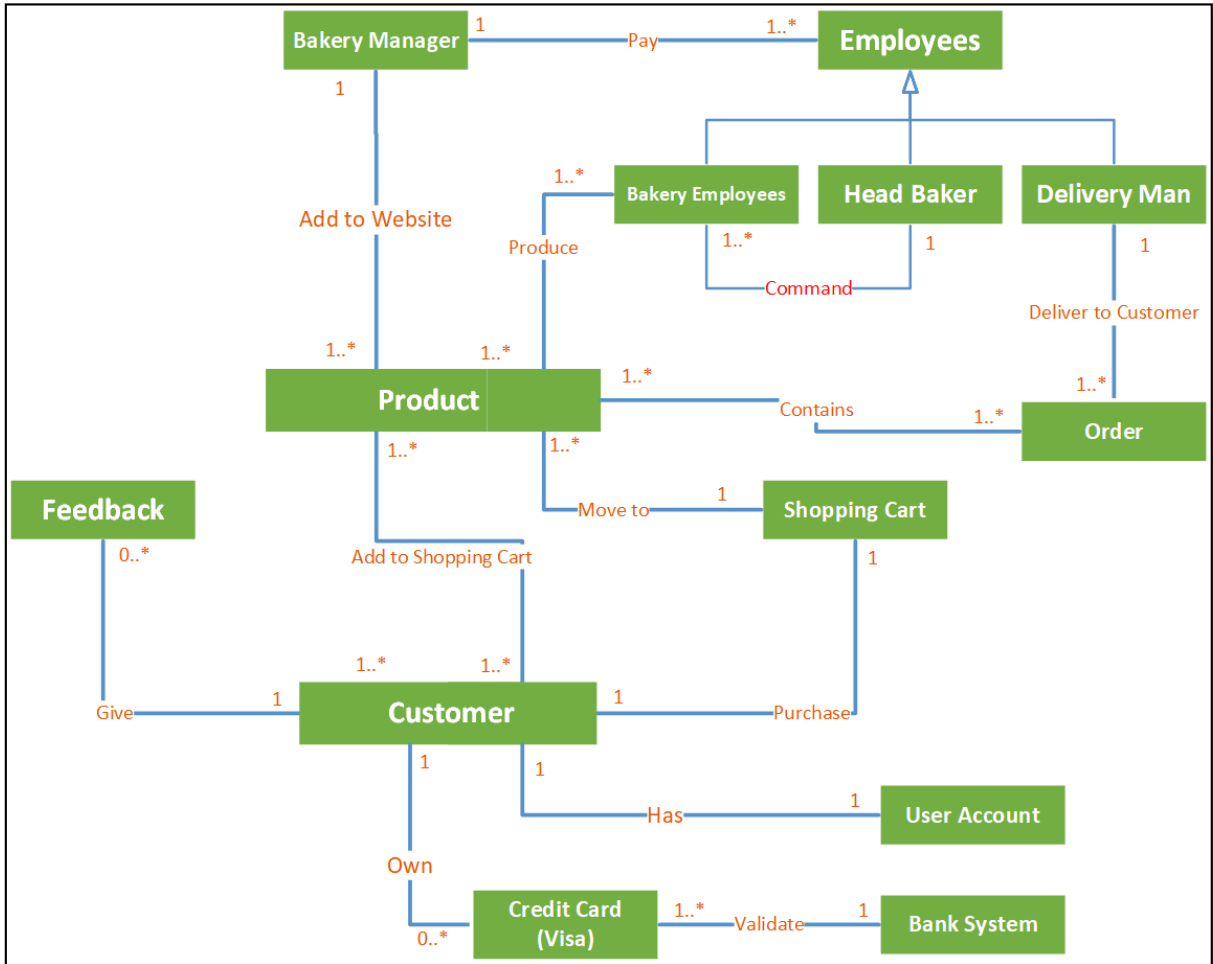 Bakery Manager
1
Pay
1..*
Employees
1
Add to Website
1..*
Bakery Employees
Head Baker
Delivery Man
1..*
1
1
Produce
Command
Deliver to Customer
1..*
1..*
1..*
1..*
Product
Contains
1..*
Order
1..*
1..*
Feedback
1
Move to
Shopping Cart
0..*
Add to Shopping Cart
1
1..*
1..*
1
Customer
1
Give
Purchase
1
1
1
Has
User Account
Own
Credit Card
(Visa)
1..*
Validate
1
Bank System
0..*